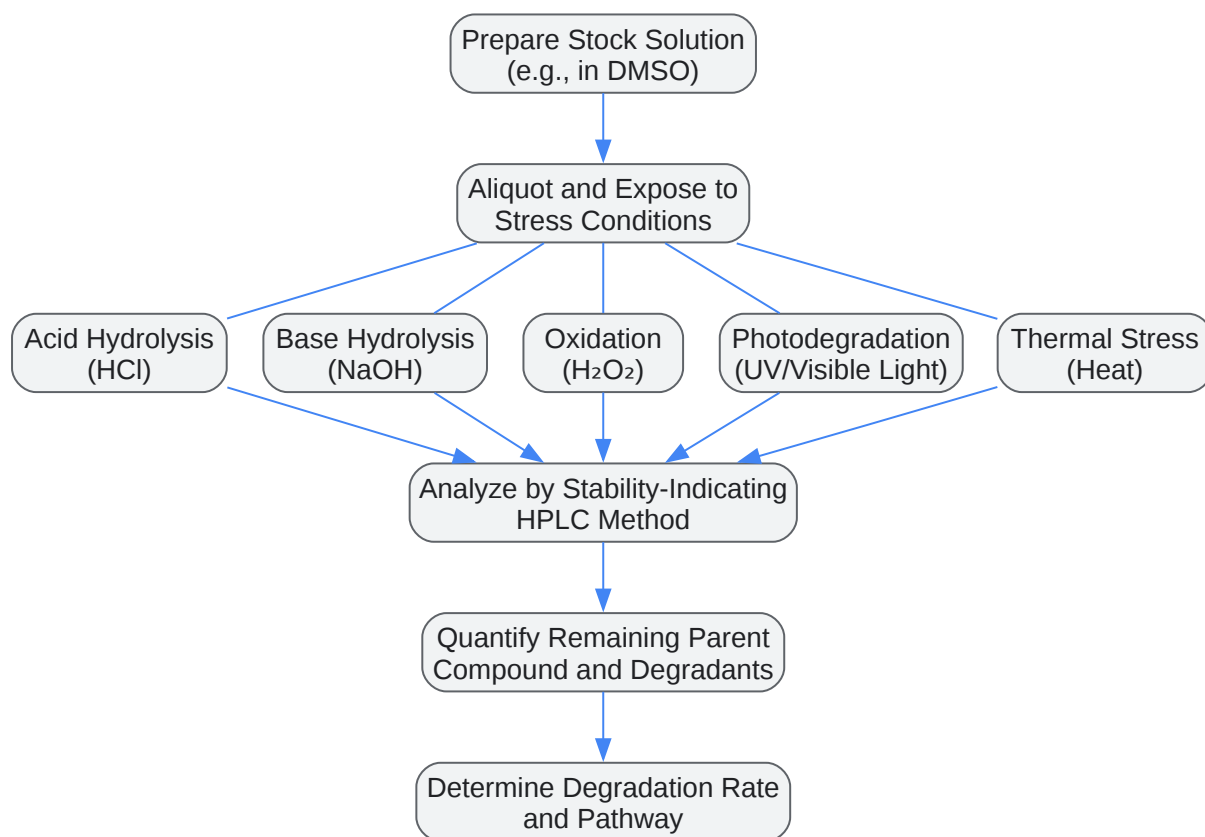 Prepare Stock Solution
(e.g., in DMSO)
Aliquot and Expose to
Stress Conditions
Acid Hydrolysis
(HCl)
Base Hydrolysis
(NaOH)
Oxidation
(H₂O₂)
Photodegradation
(UV/Visible Light)
Thermal Stress
(Heat)
Analyze by Stability-Indicating
HPLC Method
Quantify Remaining Parent
Compound and Degradants
Determine Degradation Rate
and Pathway